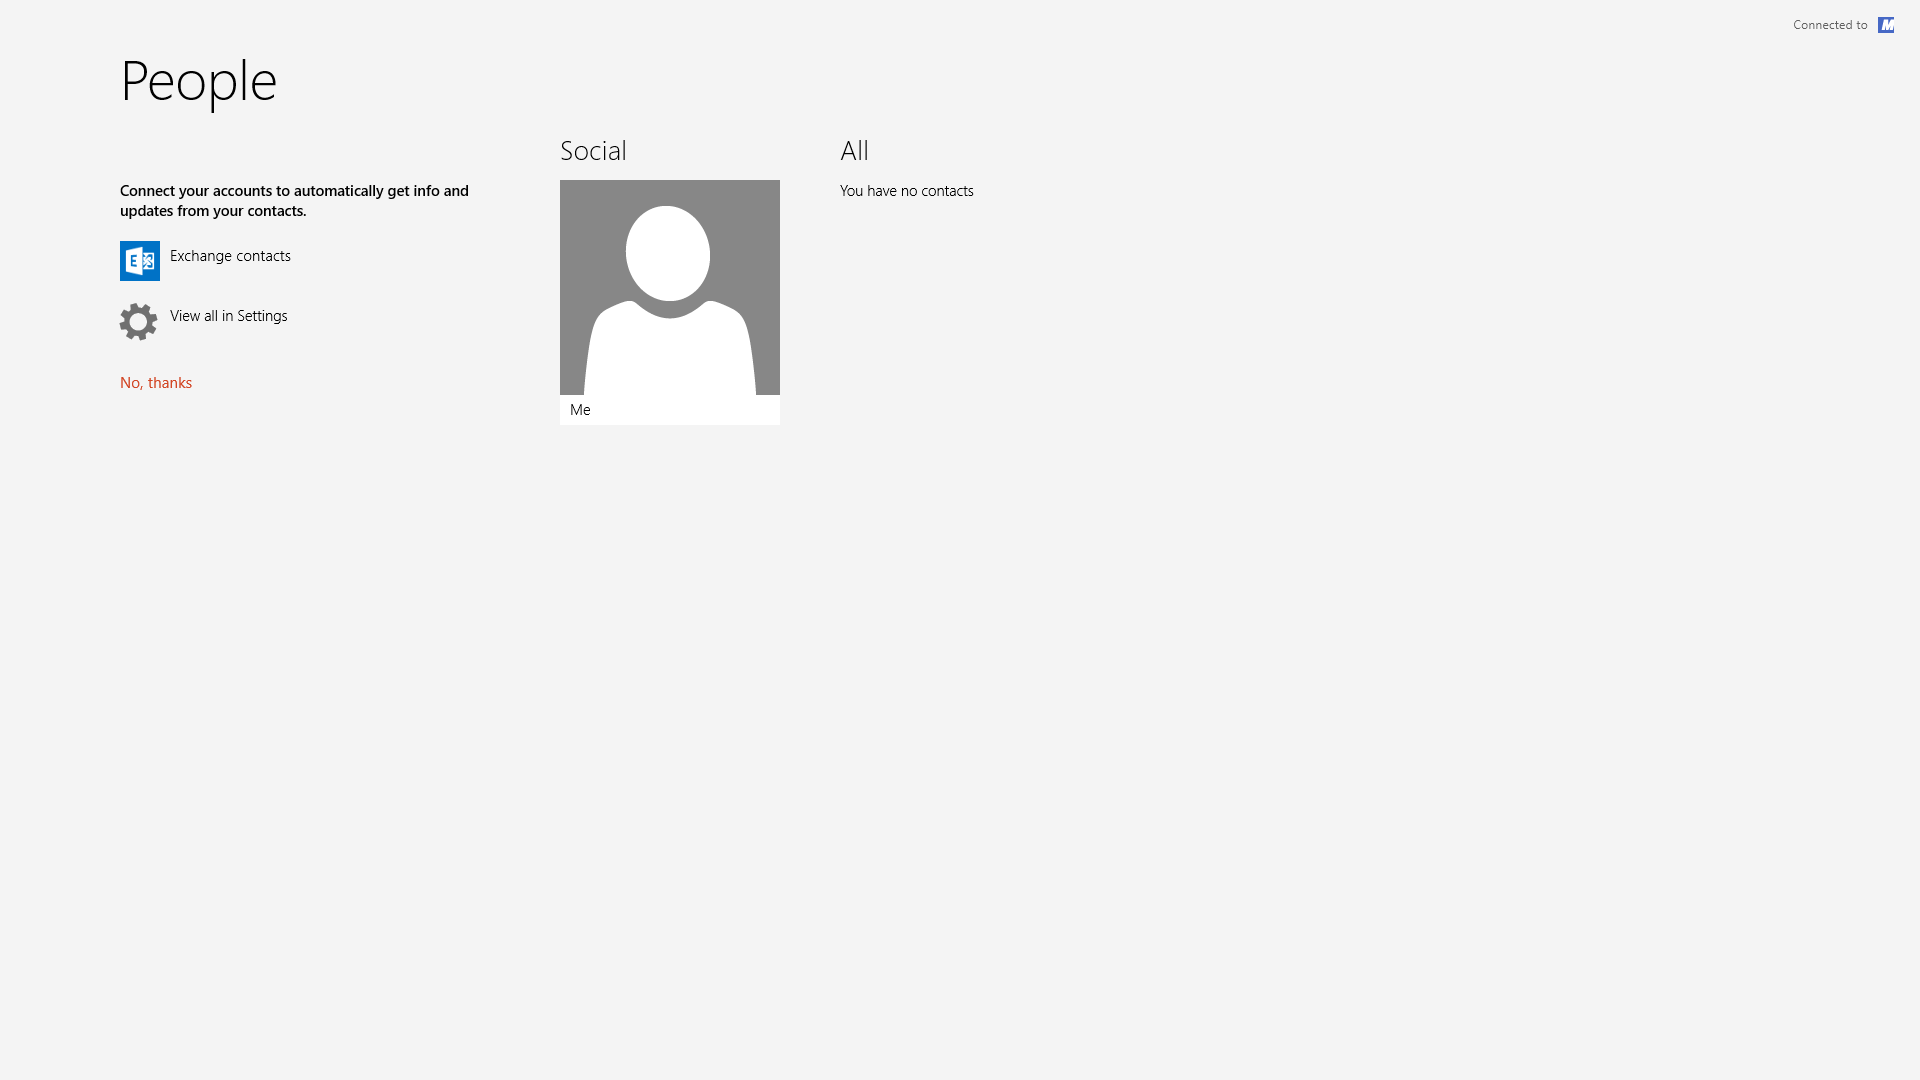 Connected to
People
Connect your accounts to automatically get info and
updates from your contacts.
Exchange contacts
View all in Settings
No, thanks
Social
Me
All
You have no contacts